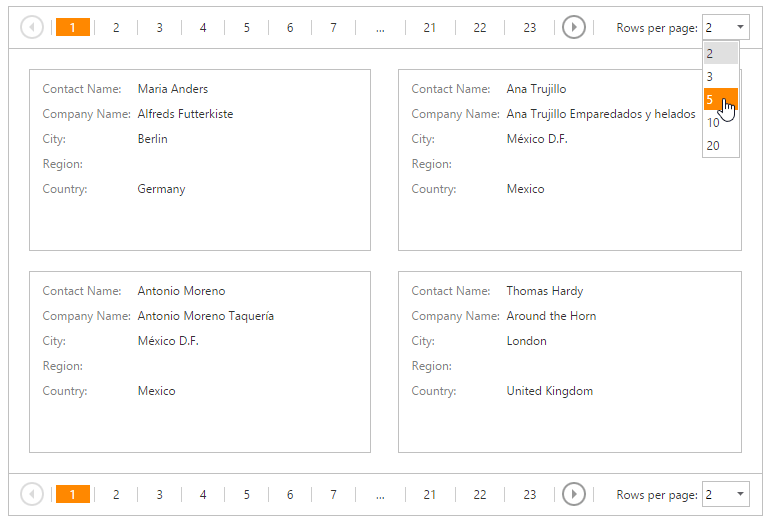 1 2 3 4 5 6 7 ... 21 22 23 Rows per page: 2
2
3
5
10
20
Contact Name: Maria Anders
Company Name: Alfreds Futterkiste
City: Berlin
Region:
Country: Germany
Contact Name: Ana Trujillo
Company Name: Ana Trujillo Emparedados y helados
City: México D.F.
Region:
Country: Mexico
Contact Name: Antonio Moreno
Company Name: Antonio Moreno Taquería
City: México D.F.
Region:
Country: Mexico
Contact Name: Thomas Hardy
Company Name: Around the Horn
City: London
Region:
Country: United Kingdom
1 2 3 4 5 6 7 ... 21 22 23 Rows per page: 2